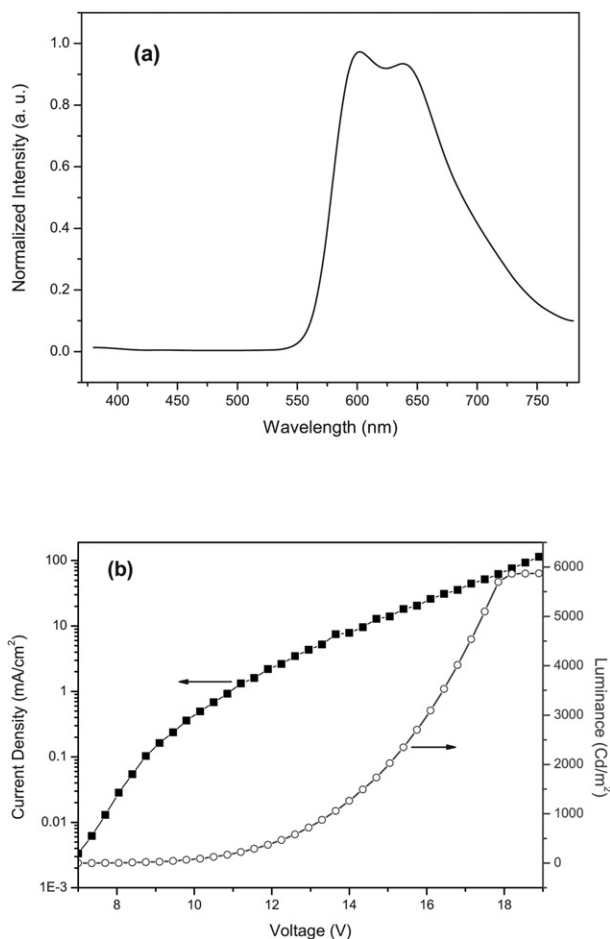 (a)
1.0
0.8
0.6
0.4
0.2
0.0
Normalized Intensity (a. u.)
400 450 500 550 600 650 700 750
Wavelength (nm)
(b)
100
10
1
0.1
0.01
1E-3
Current Density (mA/cm²)
6000
5000
4000
3000
2000
1000
0
Luminance (Cd/m²)
8 10 12 14 16 18
Voltage (V)